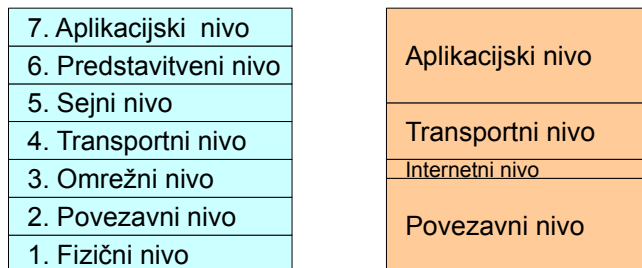 7. Aplikacijski nivo
6. Predstavitveni nivo
5. Sejni nivo
4. Transportni nivo
3. Omrežni nivo
2. Povezavni nivo
1. Fizični nivo
Aplikacijski nivo
Transportni nivo
Internetni nivo
Povezavni nivo